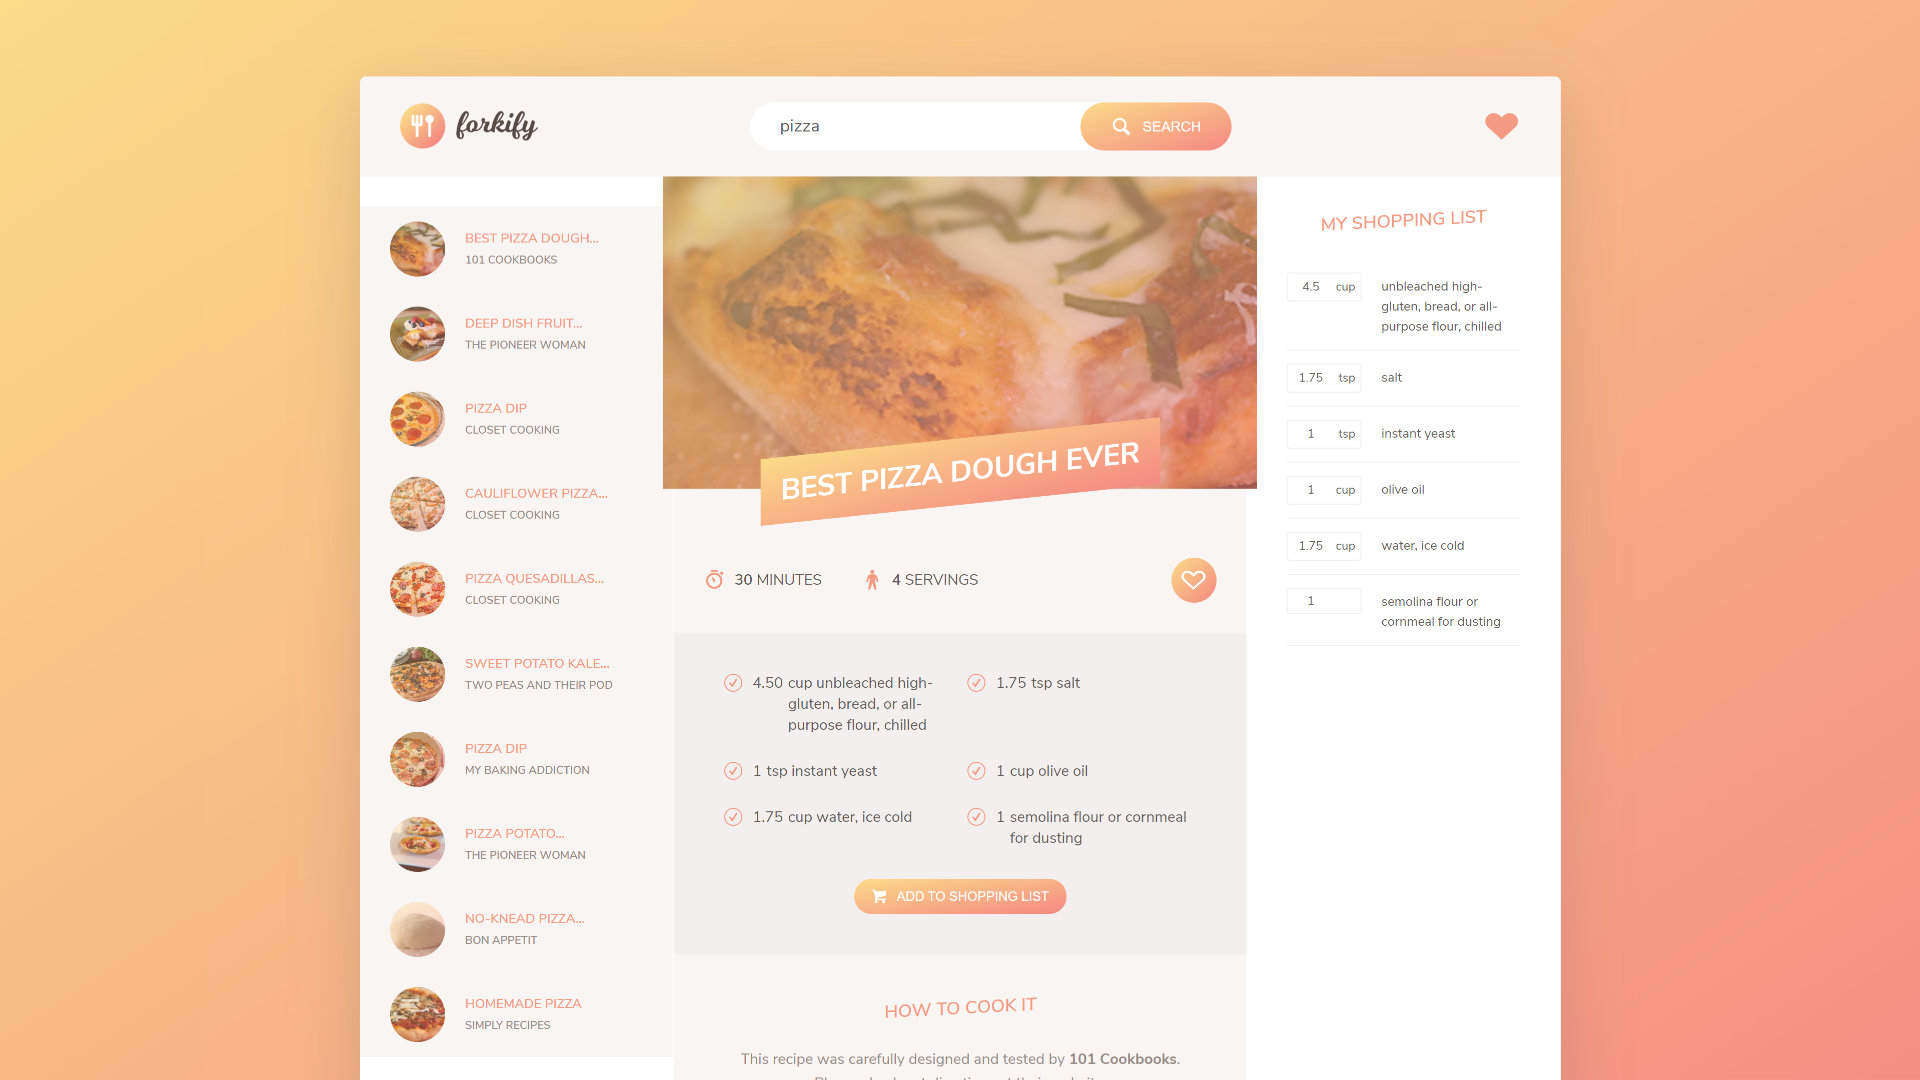 forkify
pizza
SEARCH
BEST PIZZA DOUGH...
101 COOKBOOKS
DEEP DISH FRUIT...
THE PIONEER WOMAN
PIZZA DIP
CLOSET COOKING
CAULIFLOWER PIZZA...
CLOSET COOKING
PIZZA QUESADILLAS...
CLOSET COOKING
SWEET POTATO KALE...
TWO PEAS AND THEIR POD
PIZZA DIP
MY BAKING ADDICTION
PIZZA POTATO...
THE PIONEER WOMAN
NO-KNEAD PIZZA...
BON APPETIT
HOMEMADE PIZZA
SIMPLY RECIPES
BEST PIZZA DOUGH EVER
30 MINUTES
4 SERVINGS
4.50 cup unbleached high-
gluten, bread, or all-
purpose flour, chilled
1.75 tsp salt
1 tsp instant yeast
1 cup olive oil
1.75 cup water, ice cold
1 semolina flour or cornmeal
for dusting
ADD TO SHOPPING LIST
HOW TO COOK IT
This recipe was carefully designed and tested by 101 Cookbooks.
MY SHOPPING LIST
4.5 cup unbleached high-
gluten, bread, or all-
purpose flour, chilled
1.75 tsp salt
1 tsp instant yeast
1 cup olive oil
1.75 cup water, ice cold
1 semolina flour or
cornmeal for dusting